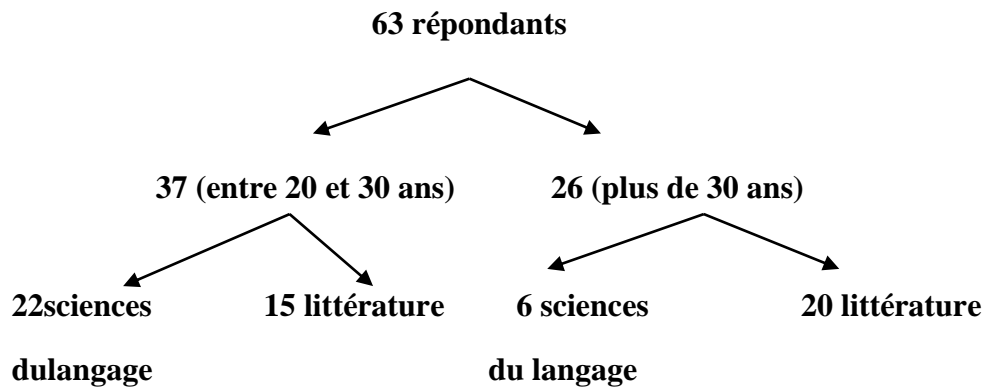 63 répondants
37 (entre 20 et 30 ans) 26 (plus de 30 ans)
22sciences 15 littérature 6 sciences 20 littérature
dulangage du langage